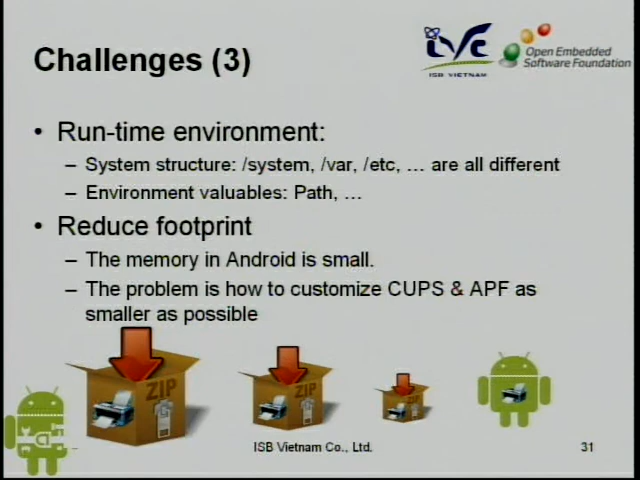 Challenges (3)
IVC
ISB VIETNAM
Open Embedded
Software Foundation
• Run-time environment:
– System structure: /system, /var, /etc, … are all different
– Environment valuables: Path, …
• Reduce footprint
– The memory in Android is small.
– The problem is how to customize CUPS & APF as
smaller as possible
ZIP
ZIP
ZIP
ISB Vietnam Co., Ltd.
31